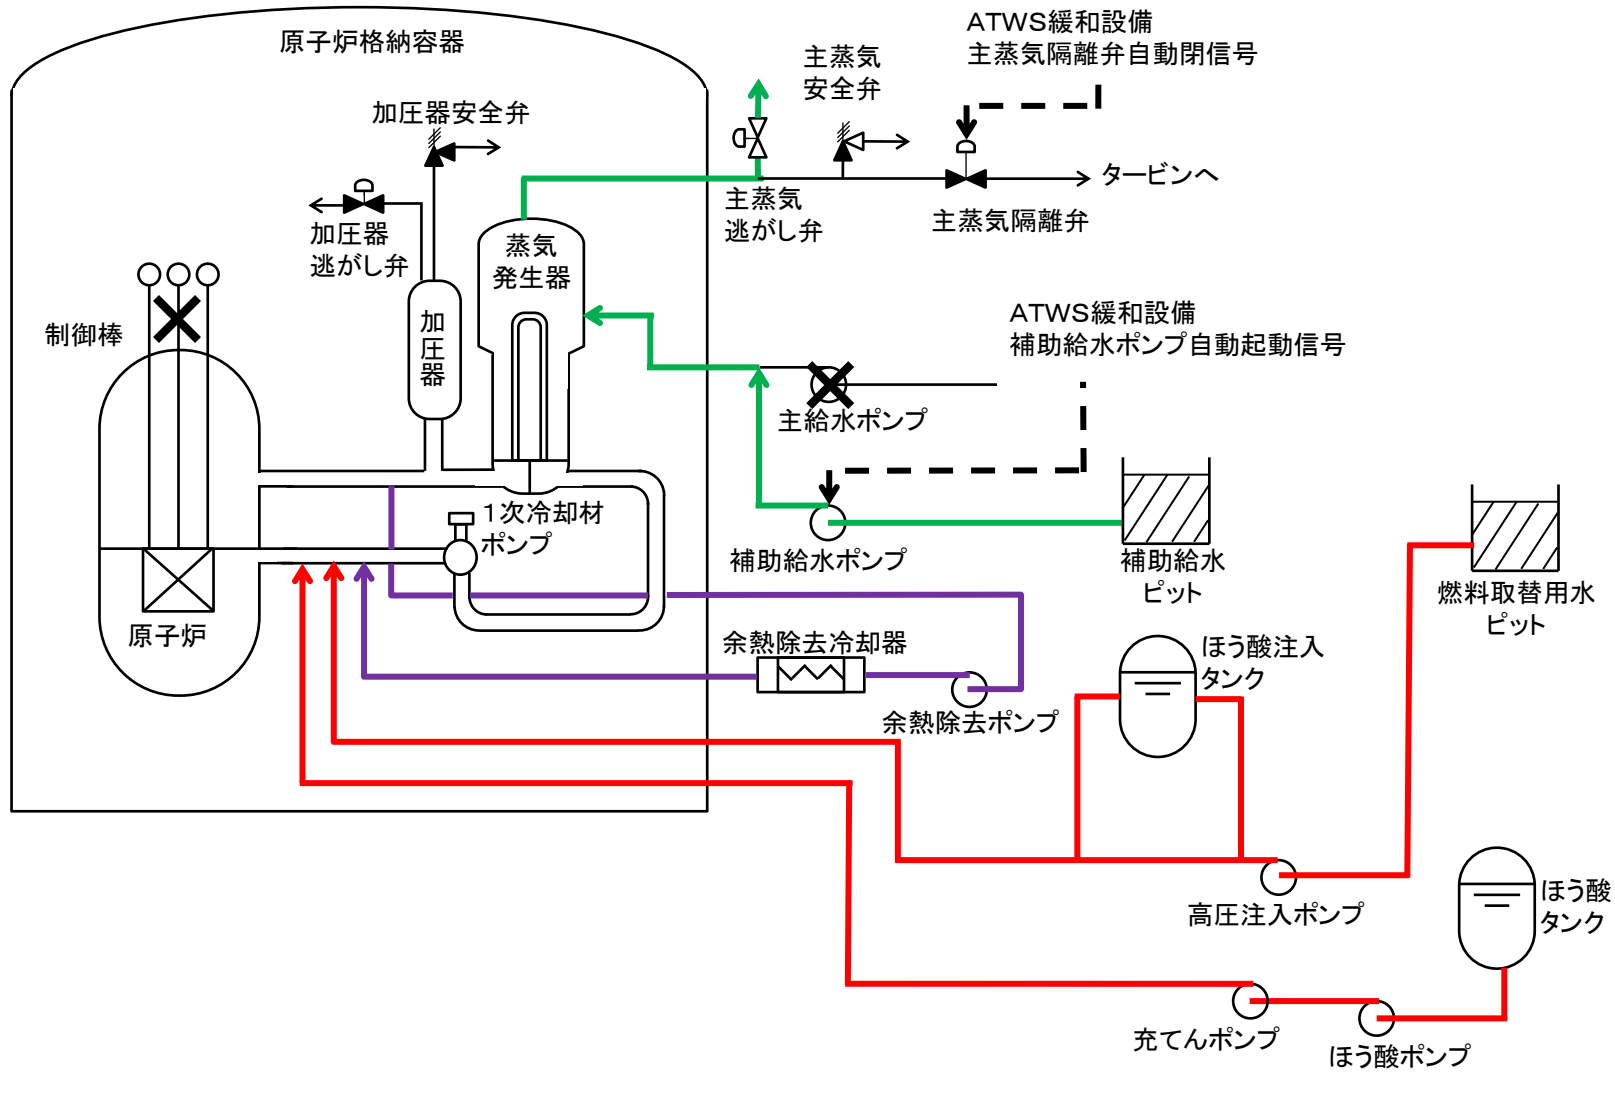 原子炉格納容器
ATWS緩和設備
主蒸気隔離弁自動閉信号
主蒸気
安全弁
加圧器安全弁
タービンへ
主蒸気
逃がし弁
主蒸気隔離弁
加圧器
逃がし弁
蒸気
発生器
制御棒
加
圧
器
ATWS緩和設備
補助給水ポンプ自動起動信号
主給水ポンプ
1次冷却材
ポンプ
補助給水ポンプ
補助給水
ピット
燃料取替用水
ピット
原子炉
余熱除去冷却器
ほう酸注入
タンク
余熱除去ポンプ
高圧注入ポンプ
ほう酸
タンク
充てんポンプ
ほう酸ポンプ